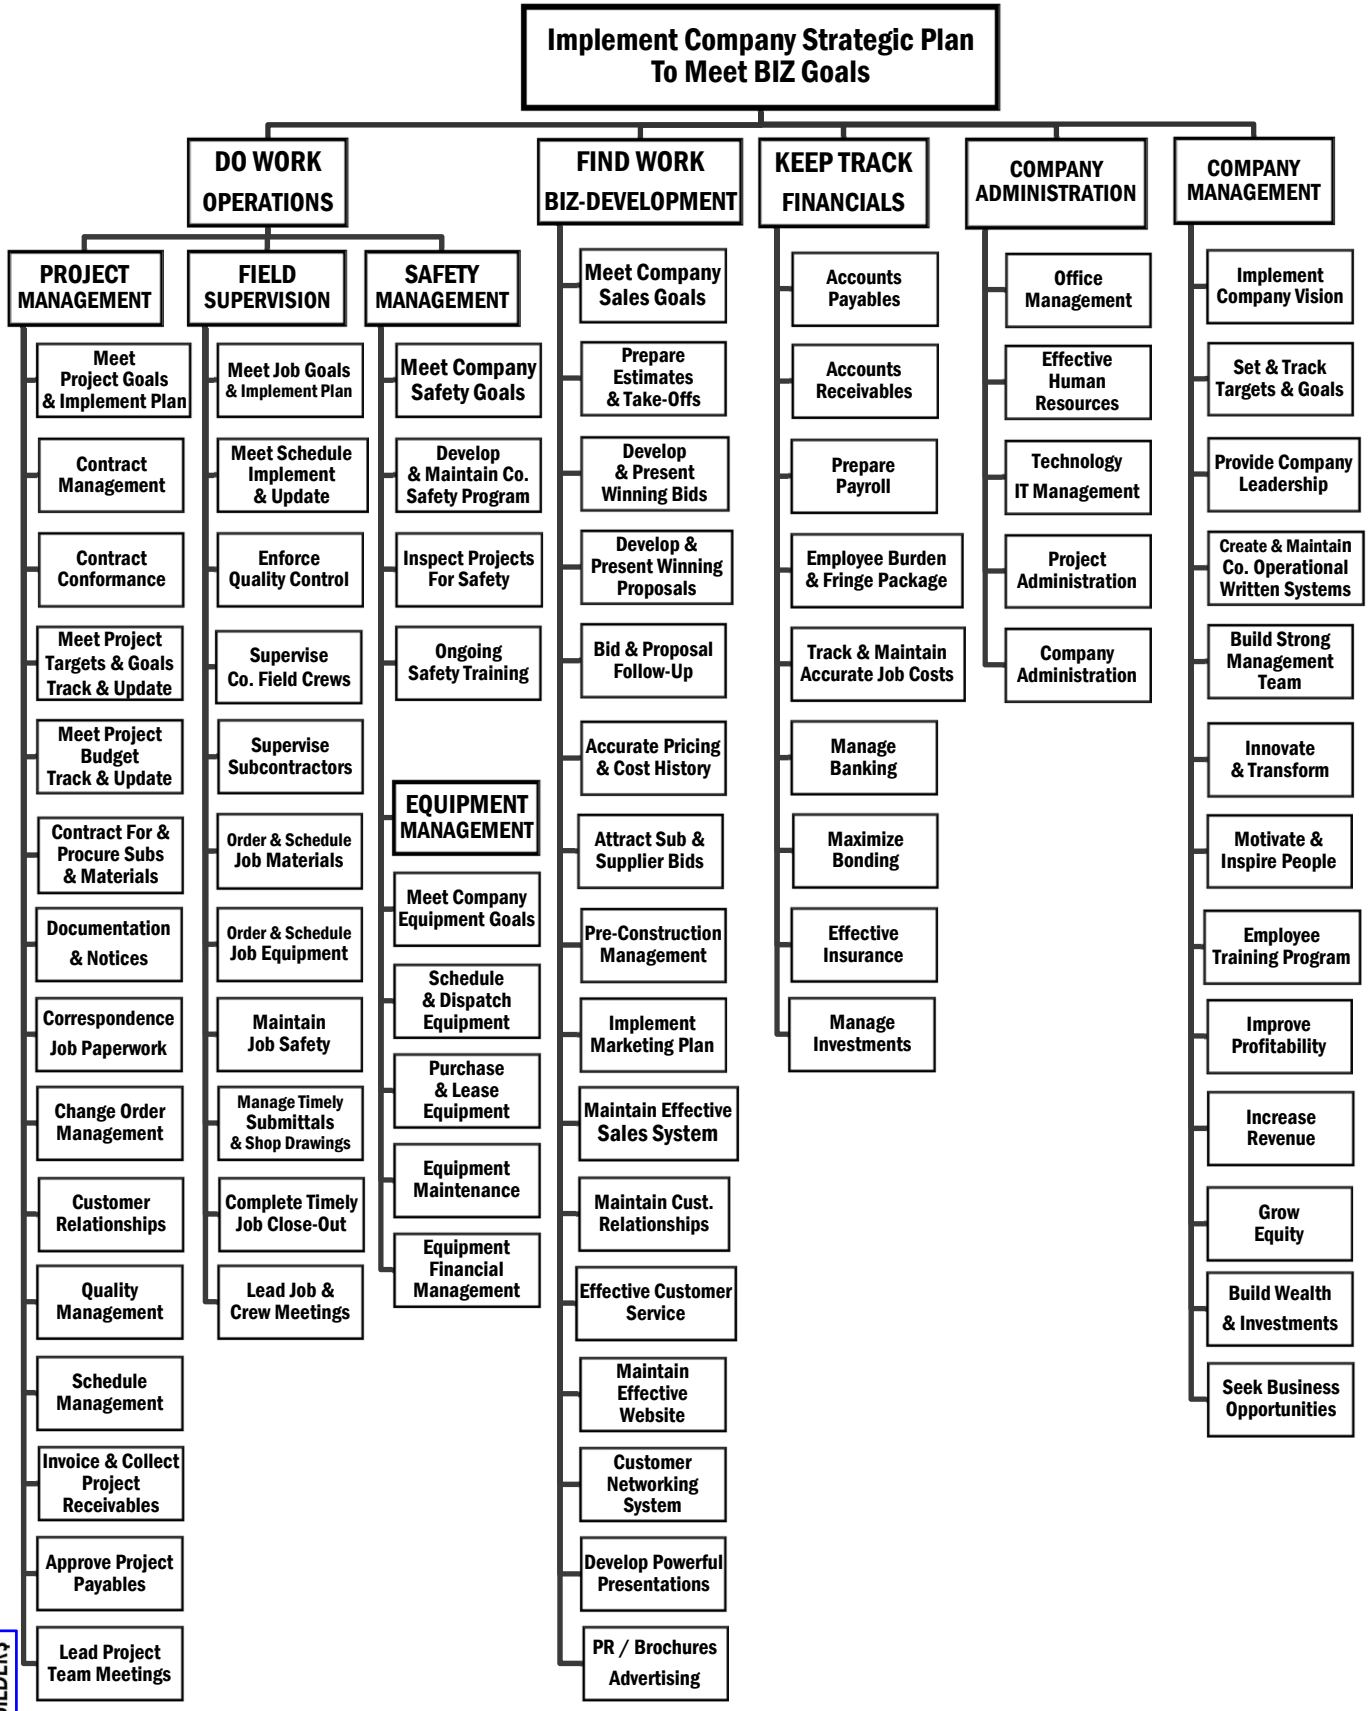 Implement Company Strategic Plan
To Meet BIZ Goals
DO WORK
OPERATIONS
PROJECT
MANAGEMENT
Meet
Project Goals
& Implement Plan
Contract
Management
Contract
Conformance
Meet Project
Targets & Goals
Track & Update
Meet Project
Budget
Track & Update
Contract For &
Procure Subs
& Materials
Documentation
& Notices
Correspondence
Job Paperwork
Change Order
Management
Customer
Relationships
Quality
Management
Schedule
Management
Invoice & Collect
Project
Receivables
Approve Project
Payables
Lead Project
Team Meetings
FIELD
SUPERVISION
Meet Job Goals
& Implement Plan
Meet Schedule
Implement
& Update
Enforce
Quality Control
Supervise
Co. Field Crews
Supervise
Subcontractors
Order & Schedule
Job Materials
Order & Schedule
Job Equipment
Maintain
Job Safety
Manage Timely
Submittals
& Shop Drawings
Complete Timely
Job Close-Out
Lead Job &
Crew Meetings
SAFETY
MANAGEMENT
Meet Company
Safety Goals
Develop
& Maintain Co.
Safety Program
Inspect Projects
For Safety
Ongoing
Safety Training
EQUIPMENT
MANAGEMENT
Meet Company
Equipment Goals
Schedule
& Dispatch
Equipment
Purchase
& Lease
Equipment
Equipment
Maintenance
Equipment
Financial
Management
FIND WORK
BIZ-DEVELOPMENT
Meet Company
Sales Goals
Prepare
Estimates
& Take-Offs
Develop
& Present
Winning Bids
Develop &
Present Winning
Proposals
Bid & Proposal
Follow-Up
Accurate Pricing
& Cost History
Attract Sub &
Supplier Bids
Pre-Construction
Management
Implement
Marketing Plan
Maintain Effective
Sales System
Maintain Cust.
Relationships
Effective Customer
Service
Maintain
Effective
Website
Customer
Networking
System
Develop Powerful
Presentations
PR / Brochures
Advertising
KEEP TRACK
FINANCIALS
Accounts
Payables
Accounts
Receivables
Prepare
Payroll
Employee Burden
& Fringe Package
Track & Maintain
Accurate Job Costs
Manage
Banking
Maximize
Bonding
Effective
Insurance
Manage
Investments
COMPANY
ADMINISTRATION
Office
Management
Effective
Human
Resources
Technology
IT Management
Project
Administration
Company
Administration
COMPANY
MANAGEMENT
Implement
Company Vision
Set & Track
Targets & Goals
Provide Company
Leadership
Create & Maintain
Co. Operational
Written Systems
Build Strong
Management
Team
Innovate
& Transform
Motivate &
Inspire People
Employee
Training Program
Improve
Profitability
Increase
Revenue
Grow
Equity
Build Wealth
& Investments
Seek Business
Opportunities